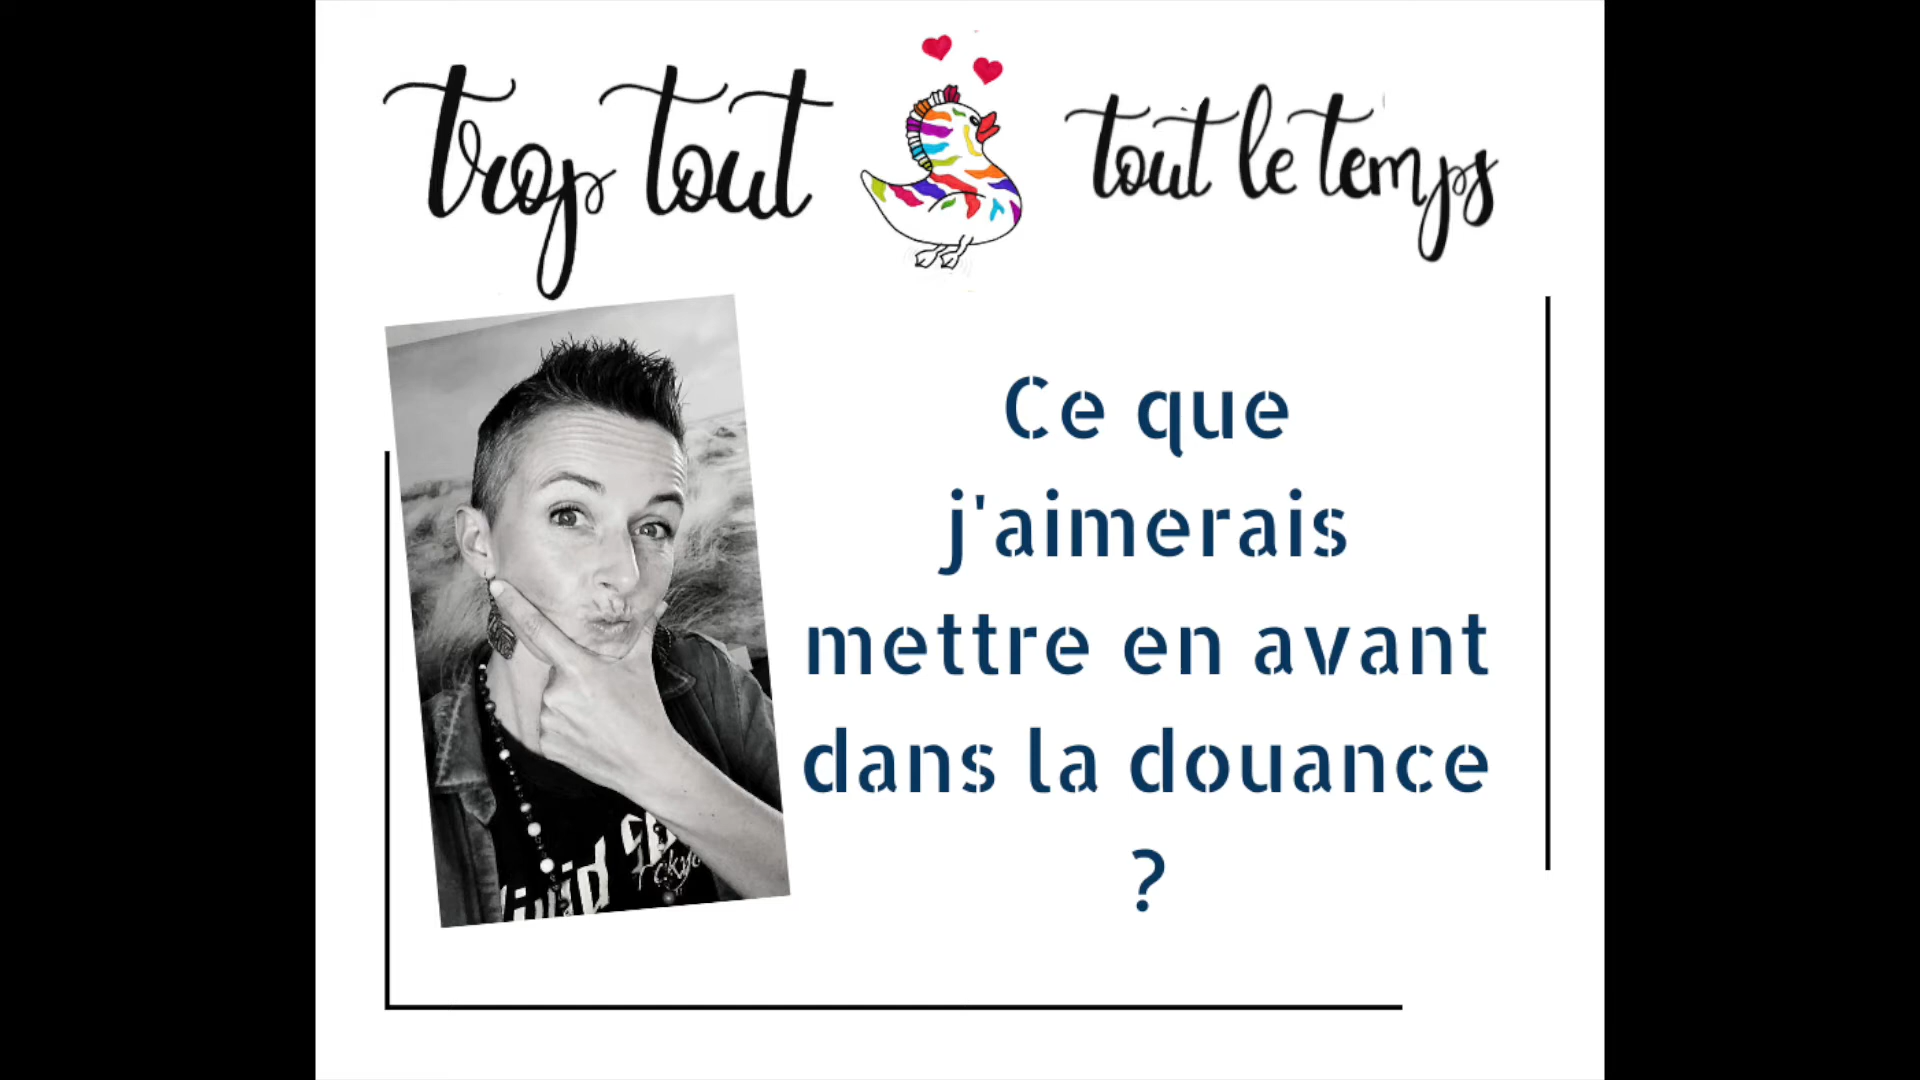 trop tout tout le temps
Ce que
j'aimerais
mettre en avant
dans la douance
?